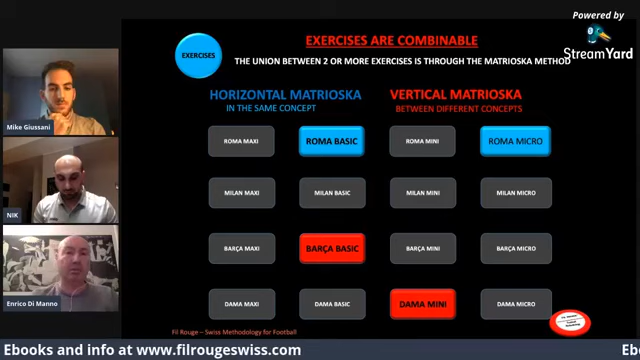 Powered by
StreamYard
EXERCISES ARE COMBINABLE
EXERCISES
THE UNION BETWEEN 2 OR MORE EXERCISES IS THROUGH THE MATRIOSKA METHOD
HORIZONTAL MATRIOSKA
IN THE SAME CONCEPT
VERTICAL MATRIOSKA
BETWEEN DIFFERENT CONCEPTS
ROMA MAXI
ROMA BASIC
ROMA MINI
ROMA MICRO
MILAN MAXI
MILAN BASIC
MILAN MINI
MILAN MICRO
BARÇA MAXI
BARÇA BASIC
BARÇA MINI
BARÇA MICRO
DAMA MAXI
DAMA BASIC
DAMA MINI
DAMA MICRO
Mike Giussani
NIK
Enrico Di Manno
Fil Rouge – Swiss Methodology for Football
Ebooks and info at www.filrougeswiss.com
Eb